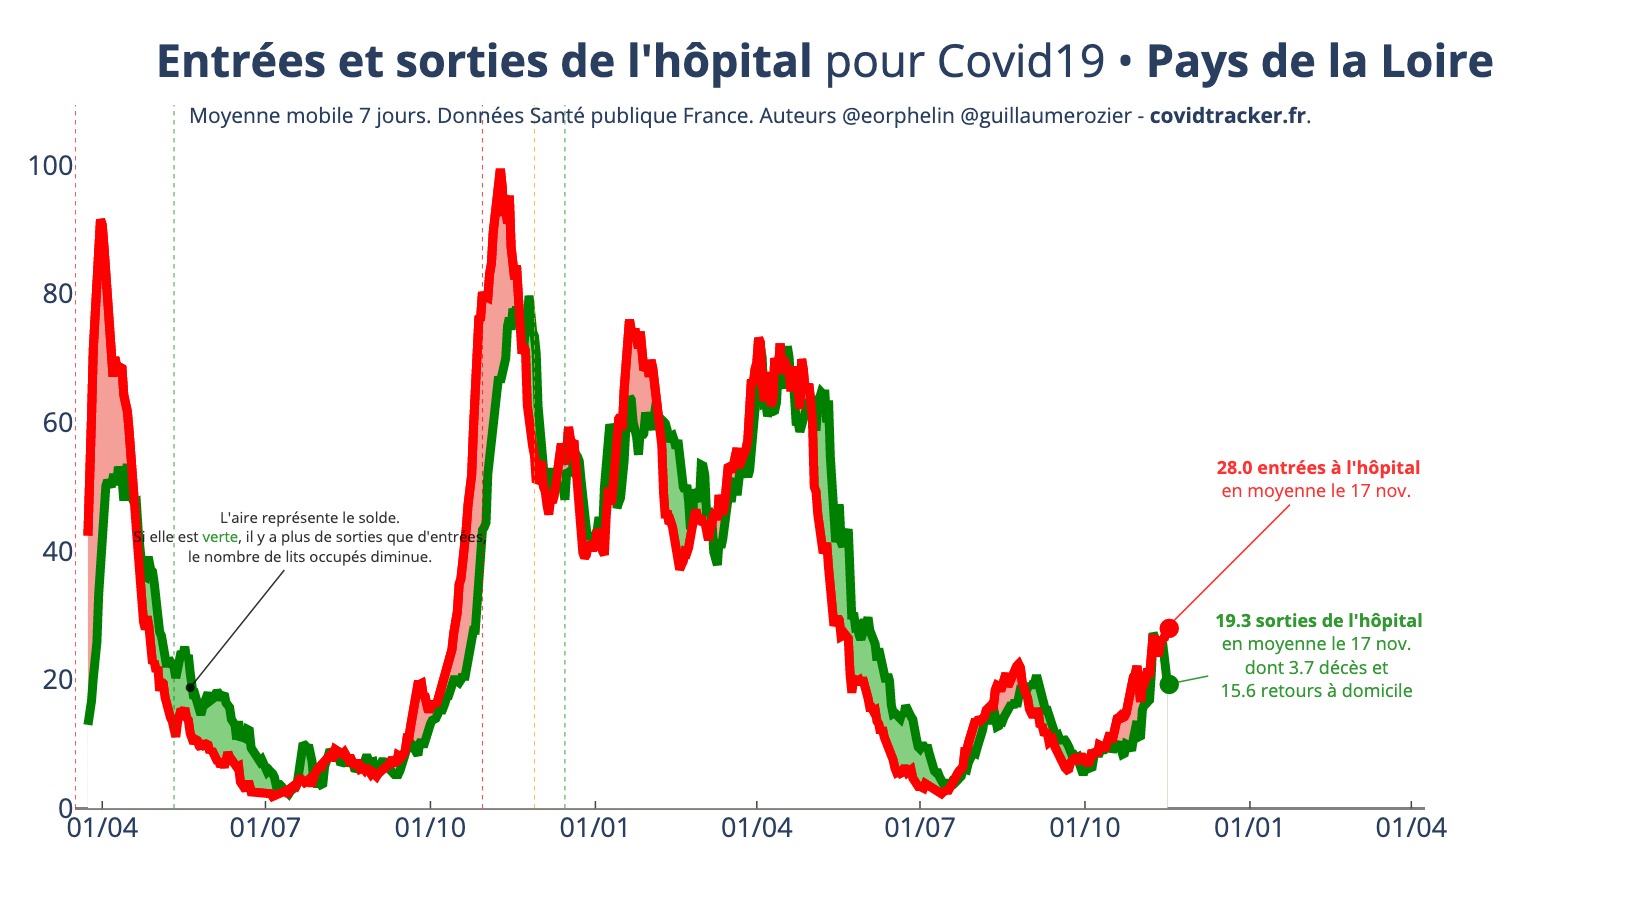 Entrées et sorties de l'hôpital pour Covid19 • Pays de la Loire
Moyenne mobile 7 jours. Données Santé publique France. Auteurs @eorphelin @guillaumerozier - covidtracker.fr.
100
80
60
40
20
0
L'aire représente le solde.
Si elle est verte, il y a plus de sorties que d'entrées,
le nombre de lits occupés diminue.
28.0 entrées à l'hôpital
en moyenne le 17 nov.
19.3 sorties de l'hôpital
en moyenne le 17 nov.
dont 3.7 décès et
15.6 retours à domicile
01/04 01/07 01/10 01/01 01/04 01/07 01/10 01/01 01/04